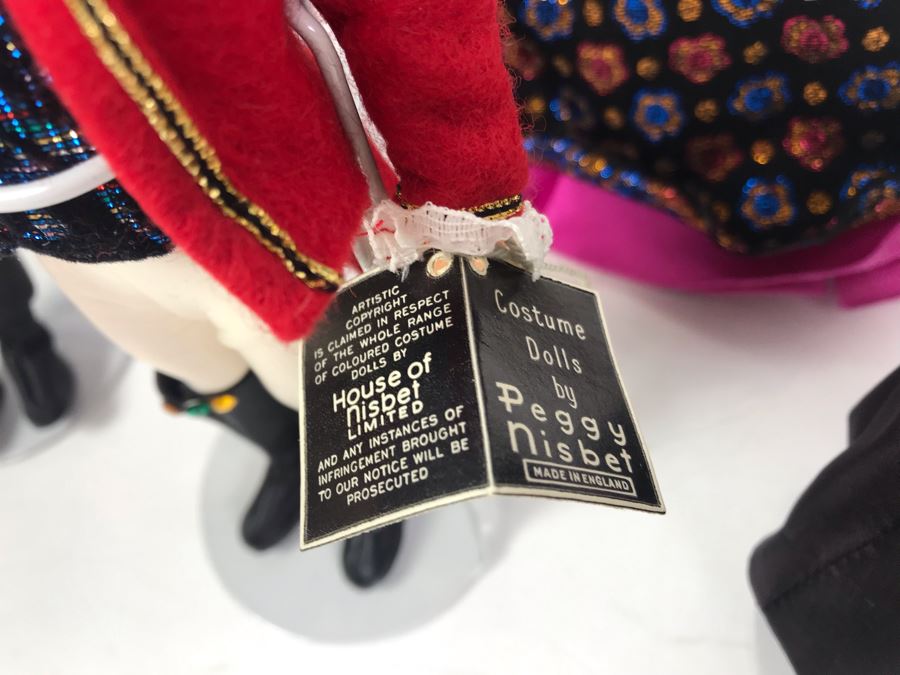 ARTISTIC
COPYRIGHT
IS CLAIMED IN RESPECT
OF THE WHOLE RANGE
OF COLOURED COSTUME
DOLLS BY
House of
nisbet
LIMITED
AND ANY INSTANCES OF
INFRINGEMENT BROUGHT
TO OUR NOTICE WILL BE
PROSECUTED
Costume
Dolls
by
Peggy
nisbet
MADE IN ENGLAND